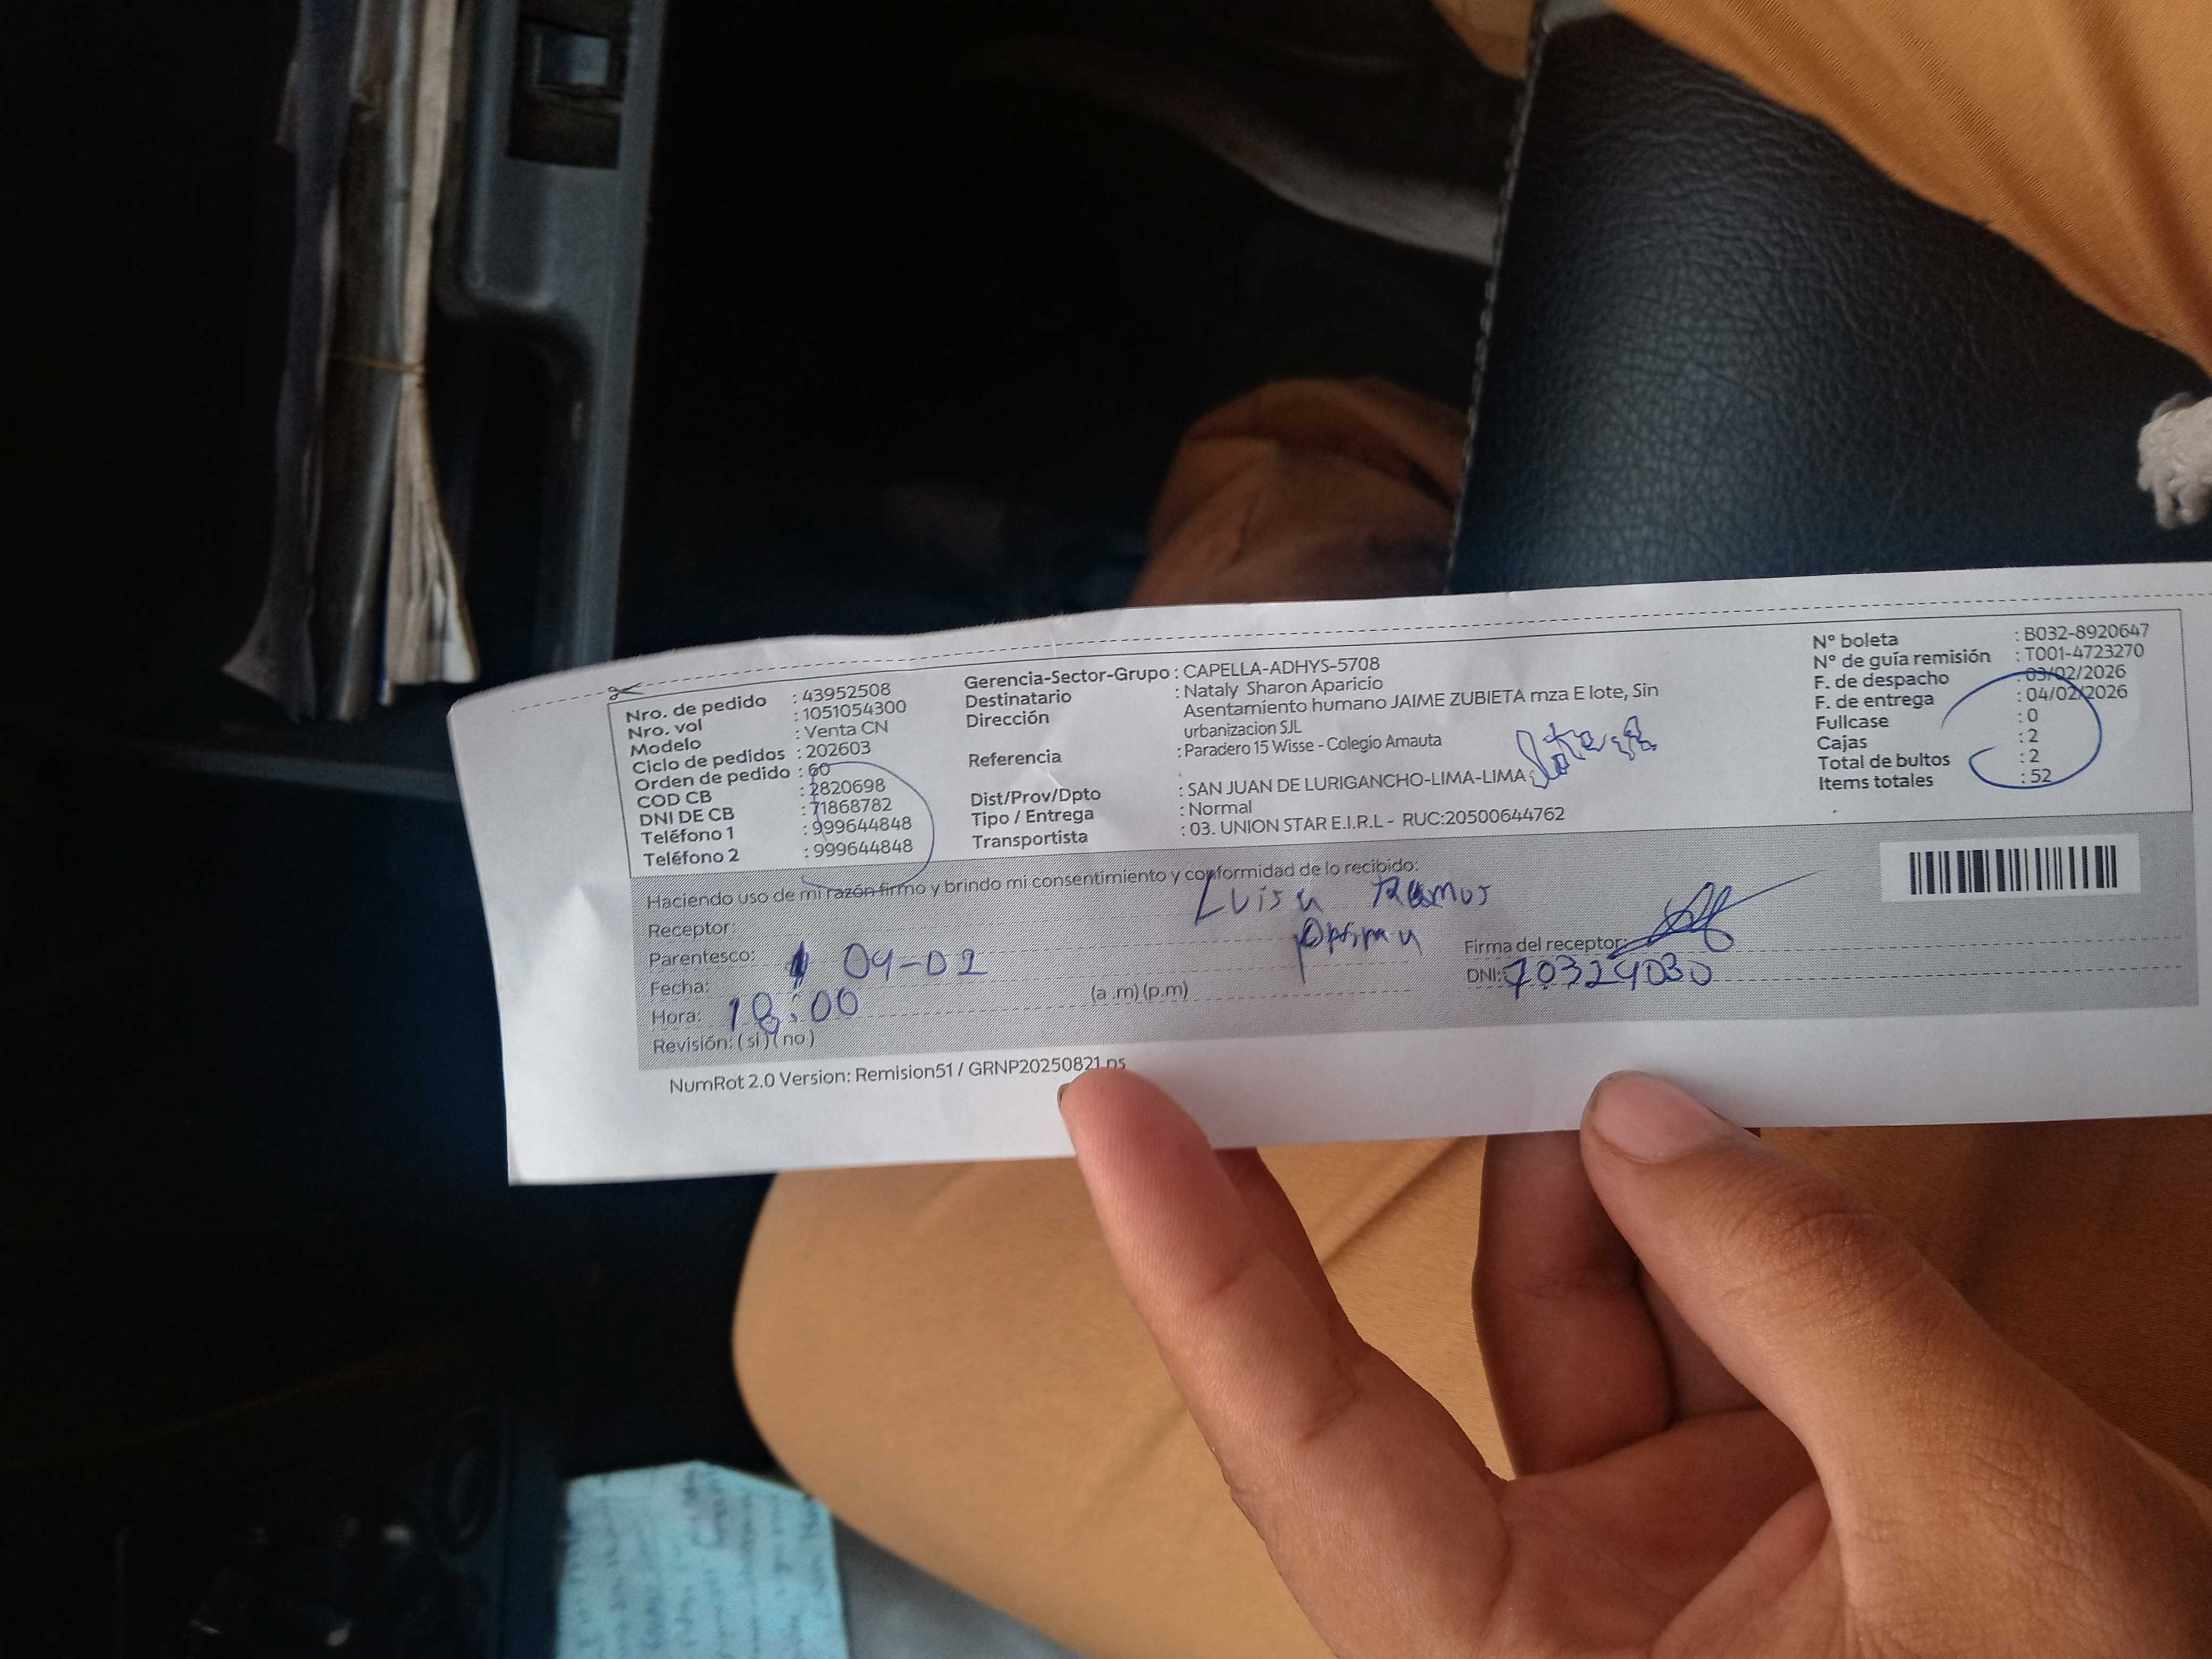 Nro. de pedido : 43952508
Nro. vol : 1051054300
Modelo : Venta CN
Ciclo de pedidos : 202603
Orden de pedido : 60
COD CB : 2820698
DNI DE CB : 71868782
Teléfono 1 : 999644848
Teléfono 2 : 999644848
Gerencia-Sector-Grupo : CAPELLA-ADHYS-5708
Destinatario : Nataly Sharon Aparicio
Dirección : Asentamiento humano JAIME ZUBIETA mza E lote, Sin
urbanizacion SJL
Referencia : Paradero 15 Wisse - Colegio Amauta
Dist/Prov/Dpto : SAN JUAN DE LURIGANCHO-LIMA-LIMA
Tipo / Entrega : Normal
Transportista : 03. UNION STAR E.I.R.L - RUC:20500644762
N° boleta : B032-8920647
N° de guía remisión : T001-4723270
F. de despacho : 03/02/2026
F. de entrega : 04/02/2026
Fullcase : 0
Cajas : 2
Total de bultos : 2
Items totales : 52
Haciendo uso de mi razón firmo y brindo mi consentimiento y conformidad de lo recibido:
Receptor: Luisa Ramos
Parentesco: prima
Fecha: 04-02
Hora: 18:00 (a .m) (p.m)
Revisión: ( si ) ( no )
Firma del receptor:
DNI: 70324030
NumRot 2.0 Version: Remision51 / GRNP20250821.ps